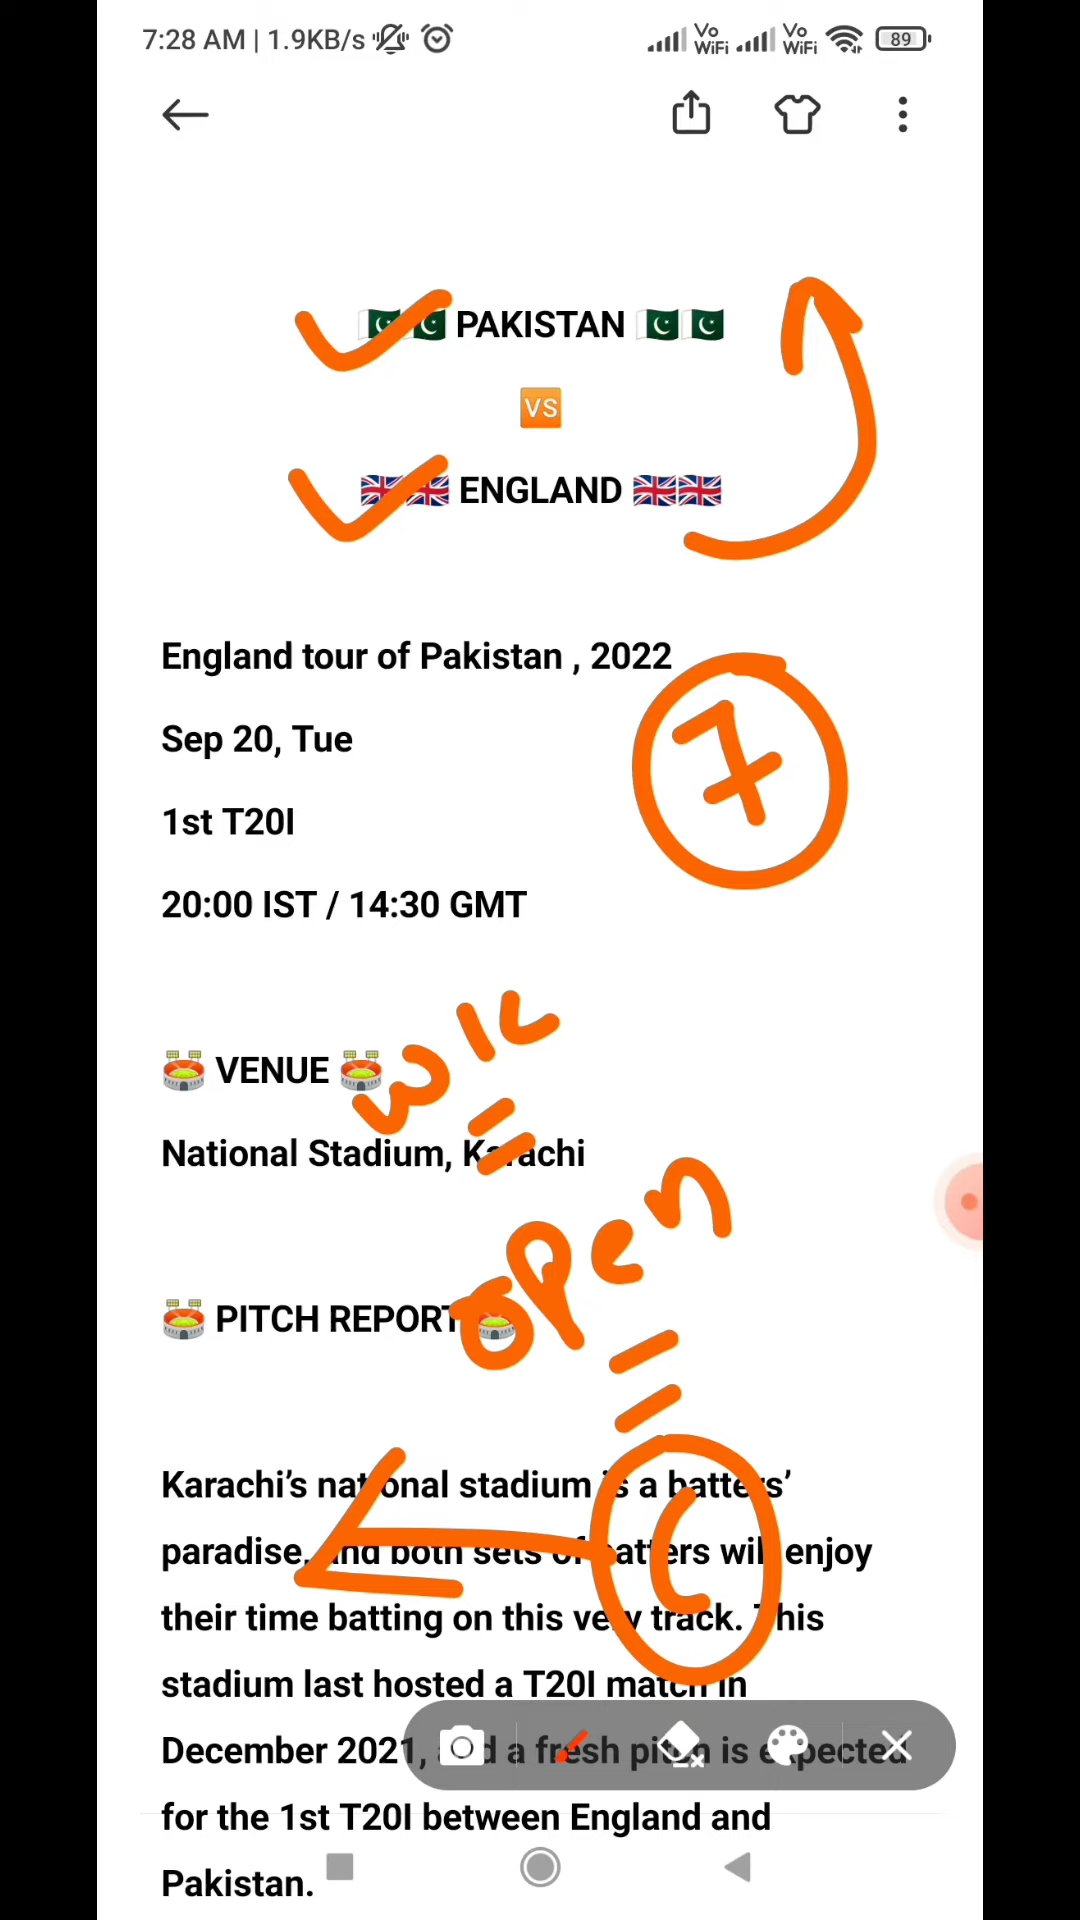 7:28 AM | 1.9KB/s Vo WiFi Vo WiFi 89
PAKISTAN
VS
ENGLAND
England tour of Pakistan , 2022
Sep 20, Tue
7
1st T20I
20:00 IST / 14:30 GMT
wk
VENUE
National Stadium, Karachi
open
PITCH REPORT
C
Karachi’s national stadium is a batters’
paradise, and both sets of batters will enjoy
their time batting on this very track. This
stadium last hosted a T20I match in
December 2021, and a fresh pitch is expected
for the 1st T20I between England and
Pakistan.